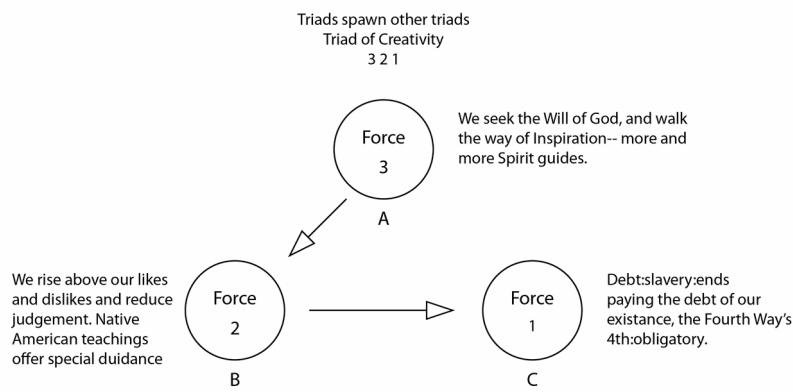 Triads spawn other triads
Triad of Creativity
3 2 1
Force
3
A
We seek the Will of God, and walk
the way of Inspiration-- more and
more Spirit guides.
We rise above our likes
and dislikes and reduce
judgement. Native
American teachings
offer special duidance
Force
2
B
Force
1
C
Debt:slavery:ends
paying the debt of our
existance, the Fourth Way's
4th:obligatory.